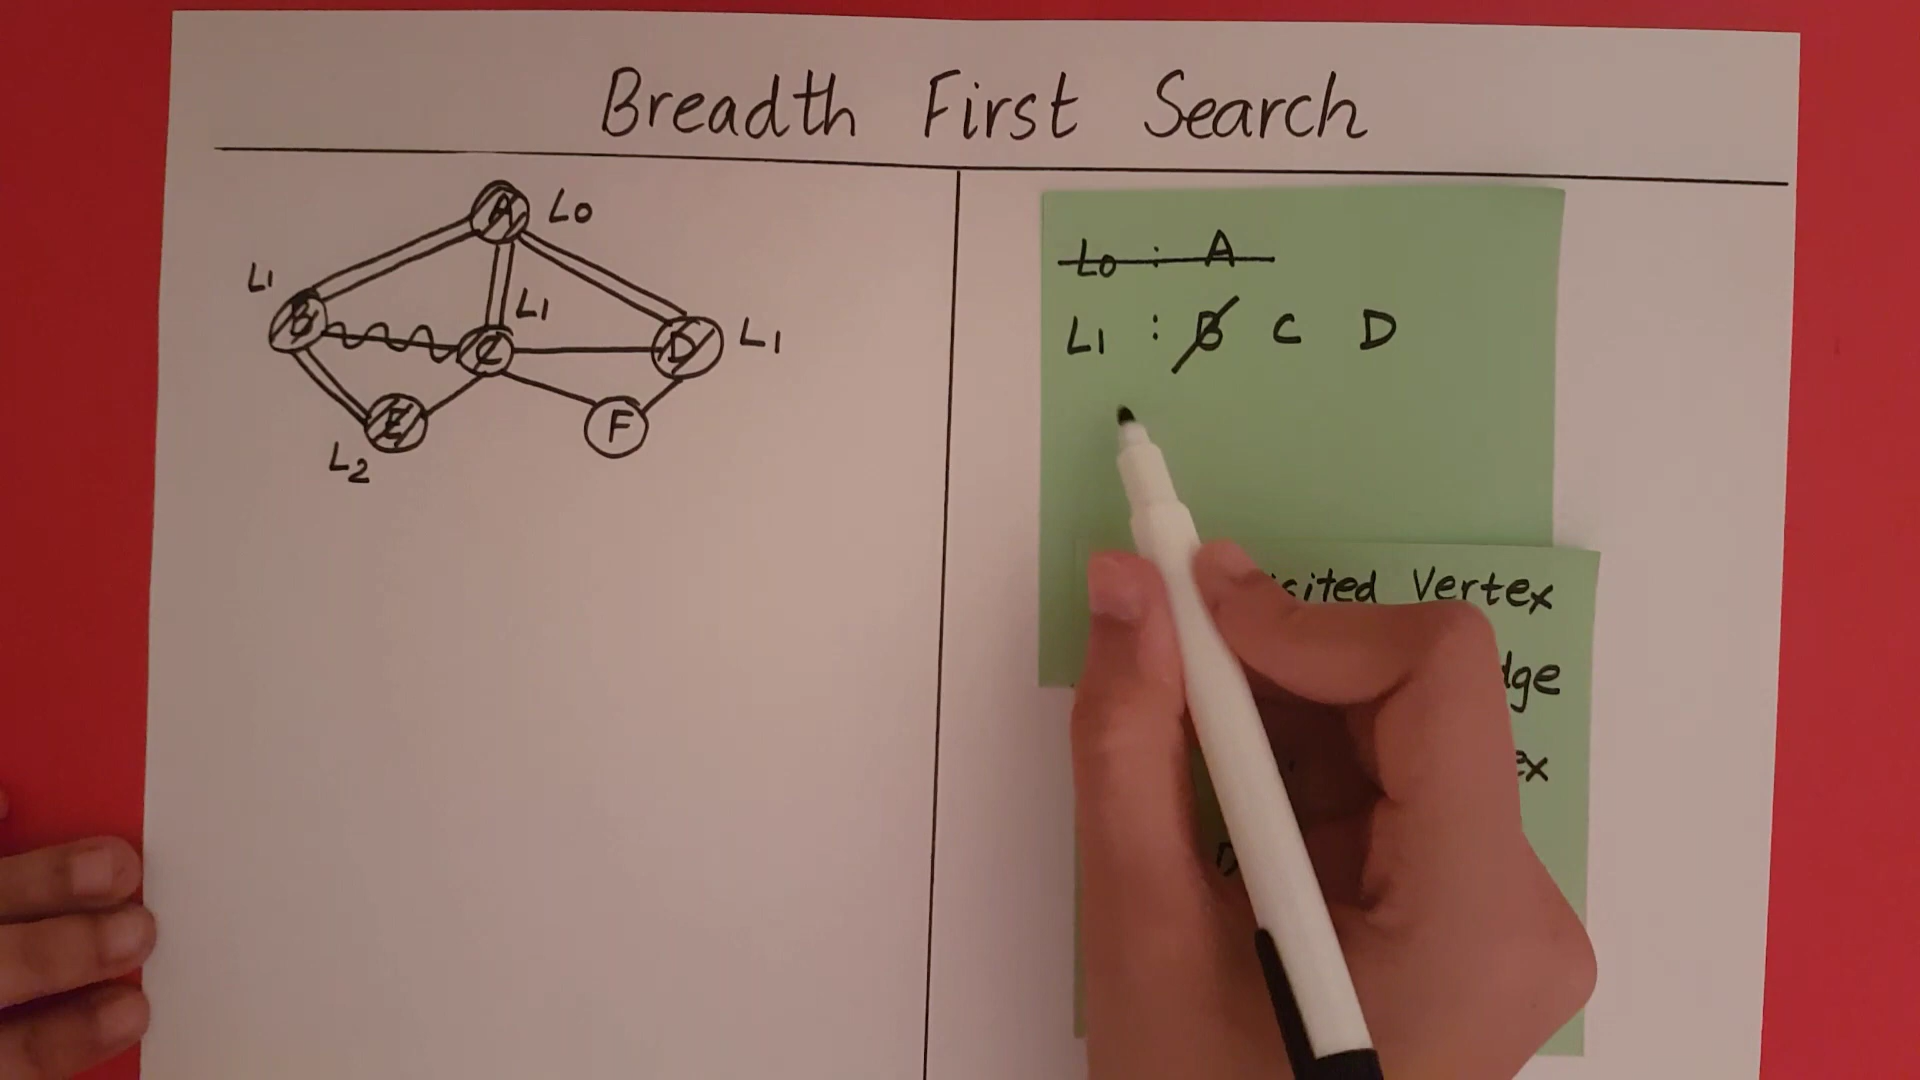 Breadth First Search
A L0
L1
B
L1
C
D L1
E
F
L2
L0 : A
L1 : B C D
Vertex